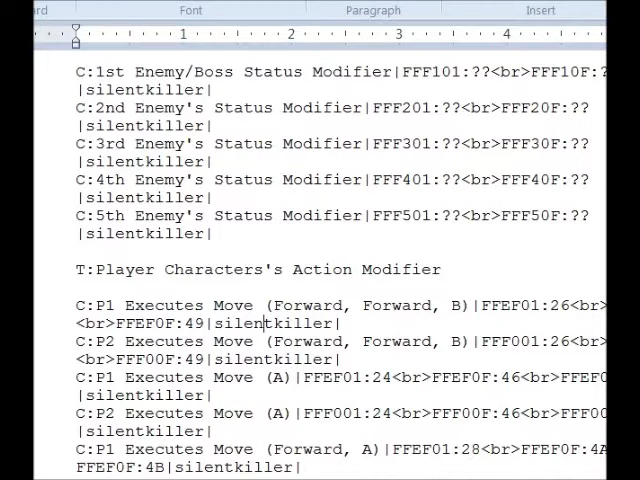 ard Font Paragraph Insert
1 2 3 4
C:1st Enemy/Boss Status Modifier|FFF101:??<br>FFF10F:?
|silentkiller|
C:2nd Enemy's Status Modifier|FFF201:??<br>FFF20F:??
|silentkiller|
C:3rd Enemy's Status Modifier|FFF301:??<br>FFF30F:??
|silentkiller|
C:4th Enemy's Status Modifier|FFF401:??<br>FFF40F:??
|silentkiller|
C:5th Enemy's Status Modifier|FFF501:??<br>FFF50F:??
|silentkiller|
T:Player Characters's Action Modifier
C:P1 Executes Move (Forward, Forward, B)|FFEF01:26<br>
<br>FFEF0F:49|silentkiller|
C:P2 Executes Move (Forward, Forward, B)|FFF001:26<br>
<br>FFF00F:49|silentkiller|
C:P1 Executes Move (A)|FFEF01:24<br>FFEF0F:46<br>FFEF0
|silentkiller|
C:P2 Executes Move (A)|FFF001:24<br>FFF00F:46<br>FFF00
|silentkiller|
C:P1 Executes Move (Forward, A)|FFEF01:28<br>FFEF0F:4A
FFEF0F:4B|silentkiller|